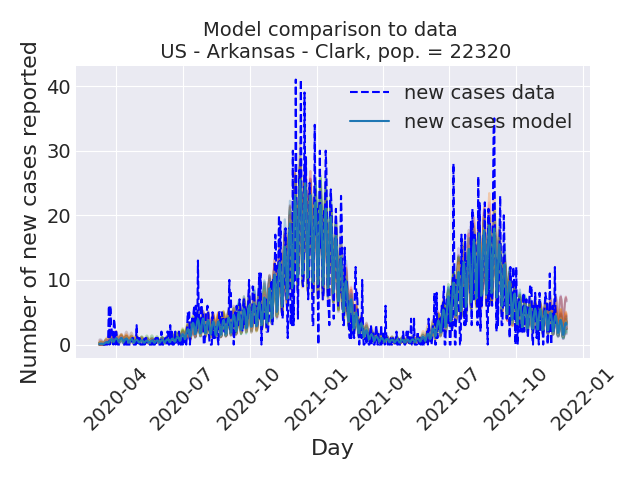 Model comparison to data
US - Arkansas - Clark, pop. = 22320
Number of new cases reported
40
30
20
10
0
new cases data
new cases model
2020-04
2020-07
2020-10
2021-01
2021-04
2021-07
2021-10
2022-01
Day